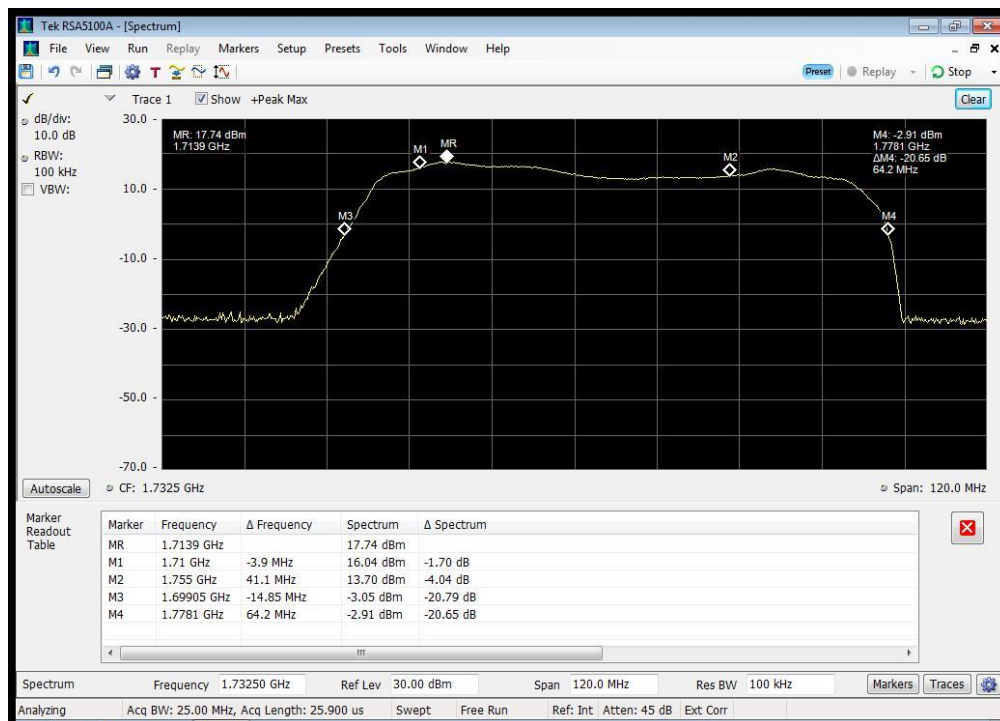 Tek RSA5100A - [Spectrum]
File View Run Replay Markers Setup Presets Tools Window Help
T Preset Replay Stop
Trace 1 Show +Peak Max Clear
dB/div:
10.0 dB
RBW:
100 kHz
VBW:
30.0
10.0
-10.0
-30.0
-50.0
-70.0
MR: 17.74 dBm
1.7139 GHz
M4: -2.91 dBm
1.7781 GHz
ΔM4: -20.65 dB
64.2 MHz
M1 MR M2
M3 M4
Autoscale CF: 1.7325 GHz Span: 120.0 MHz
Marker
Readout
Table
Marker Frequency Δ Frequency Spectrum Δ Spectrum
MR 1.7139 GHz 17.74 dBm
M1 1.71 GHz -3.9 MHz 16.04 dBm -1.70 dB
M2 1.755 GHz 41.1 MHz 13.70 dBm -4.04 dB
M3 1.69905 GHz -14.85 MHz -3.05 dBm -20.79 dB
M4 1.7781 GHz 64.2 MHz -2.91 dBm -20.65 dB
Spectrum Frequency 1.73250 GHz Ref Lev 30.00 dBm Span 120.0 MHz Res BW 100 kHz Markers Traces
Analyzing Acq BW: 25.00 MHz, Acq Length: 25.900 us Swept Free Run Ref: Int Atten: 45 dB Ext Corr